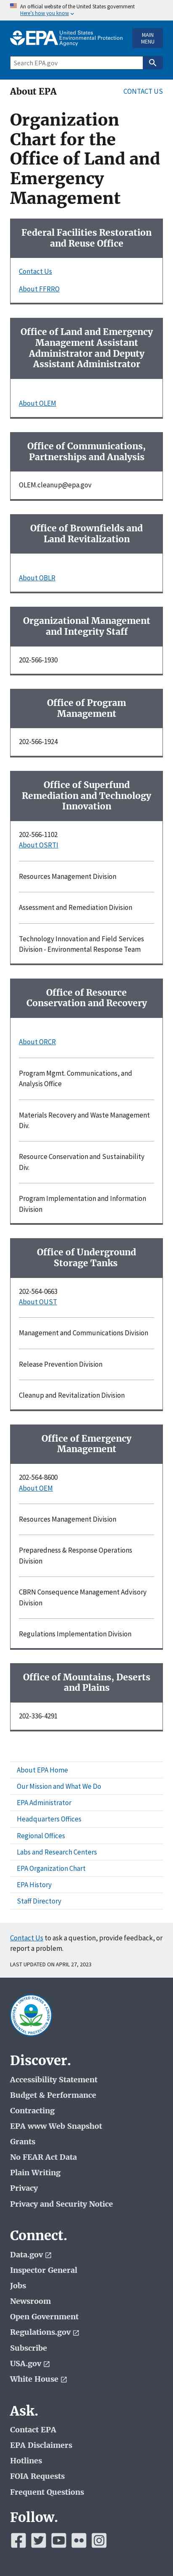 An official website of the United States government
Here's how you know
EPA United States
Environmental Protection
Agency
MAIN
MENU
Search EPA.gov
About EPA
CONTACT US
Organization
Chart for the
Office of Land and
Emergency
Management
Federal Facilities Restoration
and Reuse Office
Contact Us
About FFRRO
Office of Land and Emergency
Management Assistant
Administrator and Deputy
Assistant Administrator
About OLEM
Office of Communications,
Partnerships and Analysis
OLEM.cleanup@epa.gov
Office of Brownfields and
Land Revitalization
About OBLR
Organizational Management
and Integrity Staff
202-566-1930
Office of Program
Management
202-566-1924
Office of Superfund
Remediation and Technology
Innovation
202-566-1102
About OSRTI
Resources Management Division
Assessment and Remediation Division
Technology Innovation and Field Services
Division - Environmental Response Team
Office of Resource
Conservation and Recovery
About ORCR
Program Mgmt. Communications, and
Analysis Office
Materials Recovery and Waste Management
Div.
Resource Conservation and Sustainability
Div.
Program Implementation and Information
Division
Office of Underground
Storage Tanks
202-564-0663
About OUST
Management and Communications Division
Release Prevention Division
Cleanup and Revitalization Division
Office of Emergency
Management
202-564-8600
About OEM
Resources Management Division
Preparedness & Response Operations
Division
CBRN Consequence Management Advisory
Division
Regulations Implementation Division
Office of Mountains, Deserts
and Plains
202-336-4291
About EPA Home
Our Mission and What We Do
EPA Administrator
Headquarters Offices
Regional Offices
Labs and Research Centers
EPA Organization Chart
EPA History
Staff Directory
Contact Us to ask a question, provide feedback, or
report a problem.
LAST UPDATED ON APRIL 27, 2023
Discover.
Accessibility Statement
Budget & Performance
Contracting
EPA www Web Snapshot
Grants
No FEAR Act Data
Plain Writing
Privacy
Privacy and Security Notice
Connect.
Data.gov
Inspector General
Jobs
Newsroom
Open Government
Regulations.gov
Subscribe
USA.gov
White House
Ask.
Contact EPA
EPA Disclaimers
Hotlines
FOIA Requests
Frequent Questions
Follow.